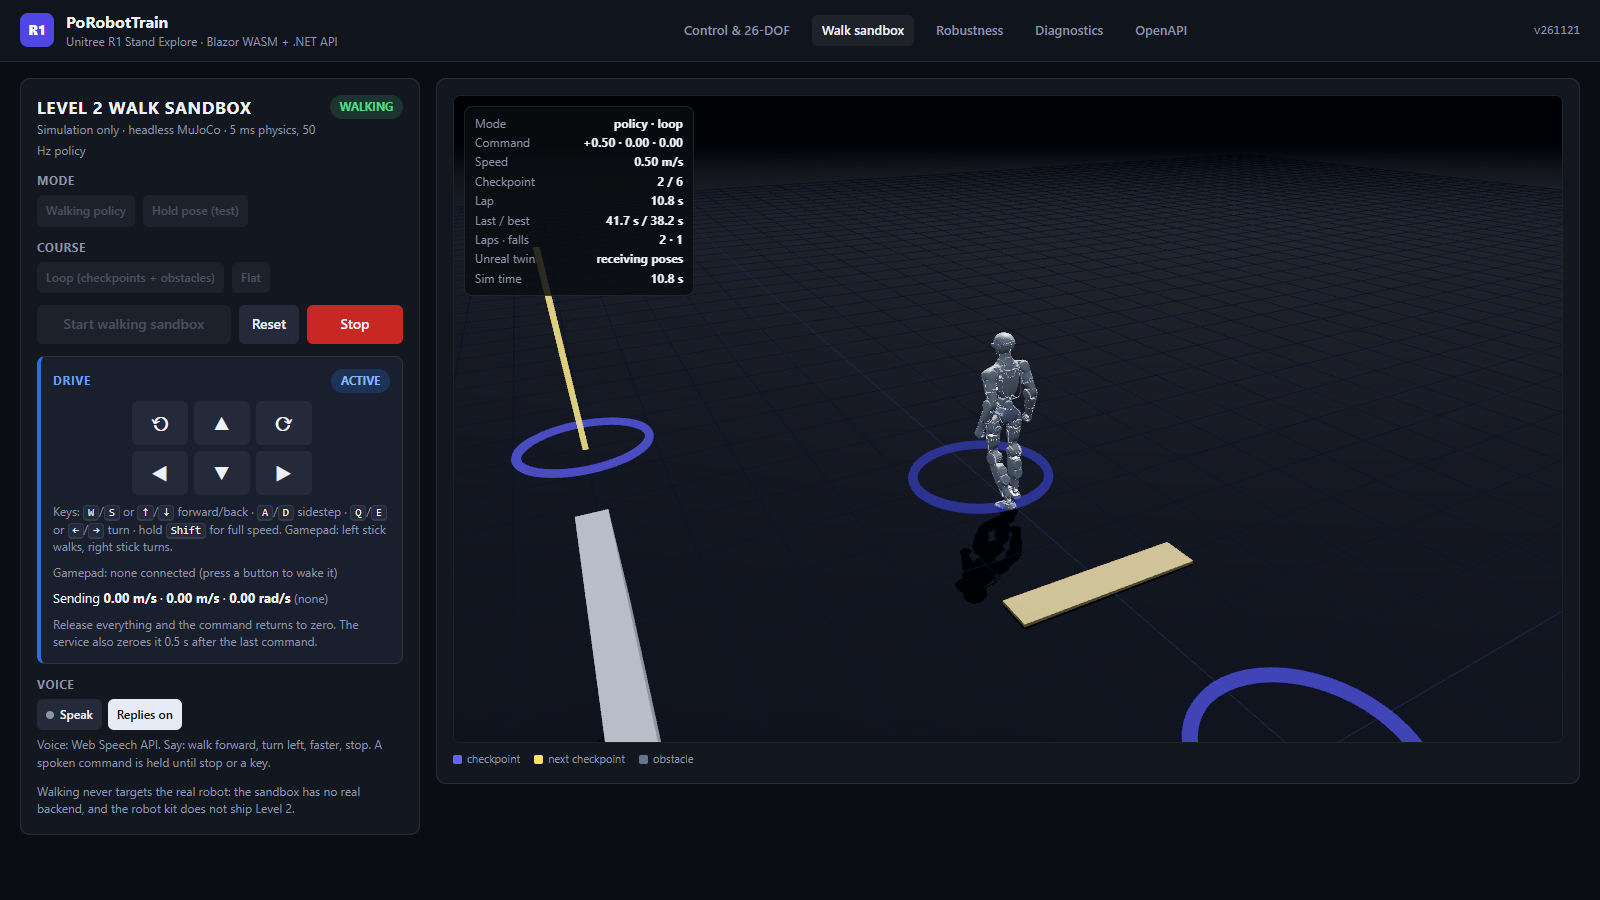 R1
PoRobotTrain
Unitree R1 Stand Explore · Blazor WASM + .NET API
Control & 26-DOF
Walk sandbox
Robustness
Diagnostics
OpenAPI
v261121
LEVEL 2 WALK SANDBOX
WALKING
Simulation only · headless MuJoCo · 5 ms physics, 50
Hz policy
MODE
Walking policy
Hold pose (test)
COURSE
Loop (checkpoints + obstacles)
Flat
Start walking sandbox
Reset
Stop
DRIVE
ACTIVE
Keys: W/S or ↑/↓ forward/back · A/D sidestep · Q/E
or ←/→ turn · hold Shift for full speed. Gamepad: left stick
walks, right stick turns.
Gamepad: none connected (press a button to wake it)
Sending 0.00 m/s · 0.00 m/s · 0.00 rad/s (none)
Release everything and the command returns to zero. The
service also zeroes it 0.5 s after the last command.
VOICE
Speak
Replies on
Voice: Web Speech API. Say: walk forward, turn left, faster, stop. A
spoken command is held until stop or a key.
Walking never targets the real robot: the sandbox has no real
backend, and the robot kit does not ship Level 2.
Mode policy · loop
Command +0.50 · 0.00 · 0.00
Speed 0.50 m/s
Checkpoint 2 / 6
Lap 10.8 s
Last / best 41.7 s / 38.2 s
Laps · falls 2 · 1
Unreal twin receiving poses
Sim time 10.8 s
checkpoint
next checkpoint
obstacle